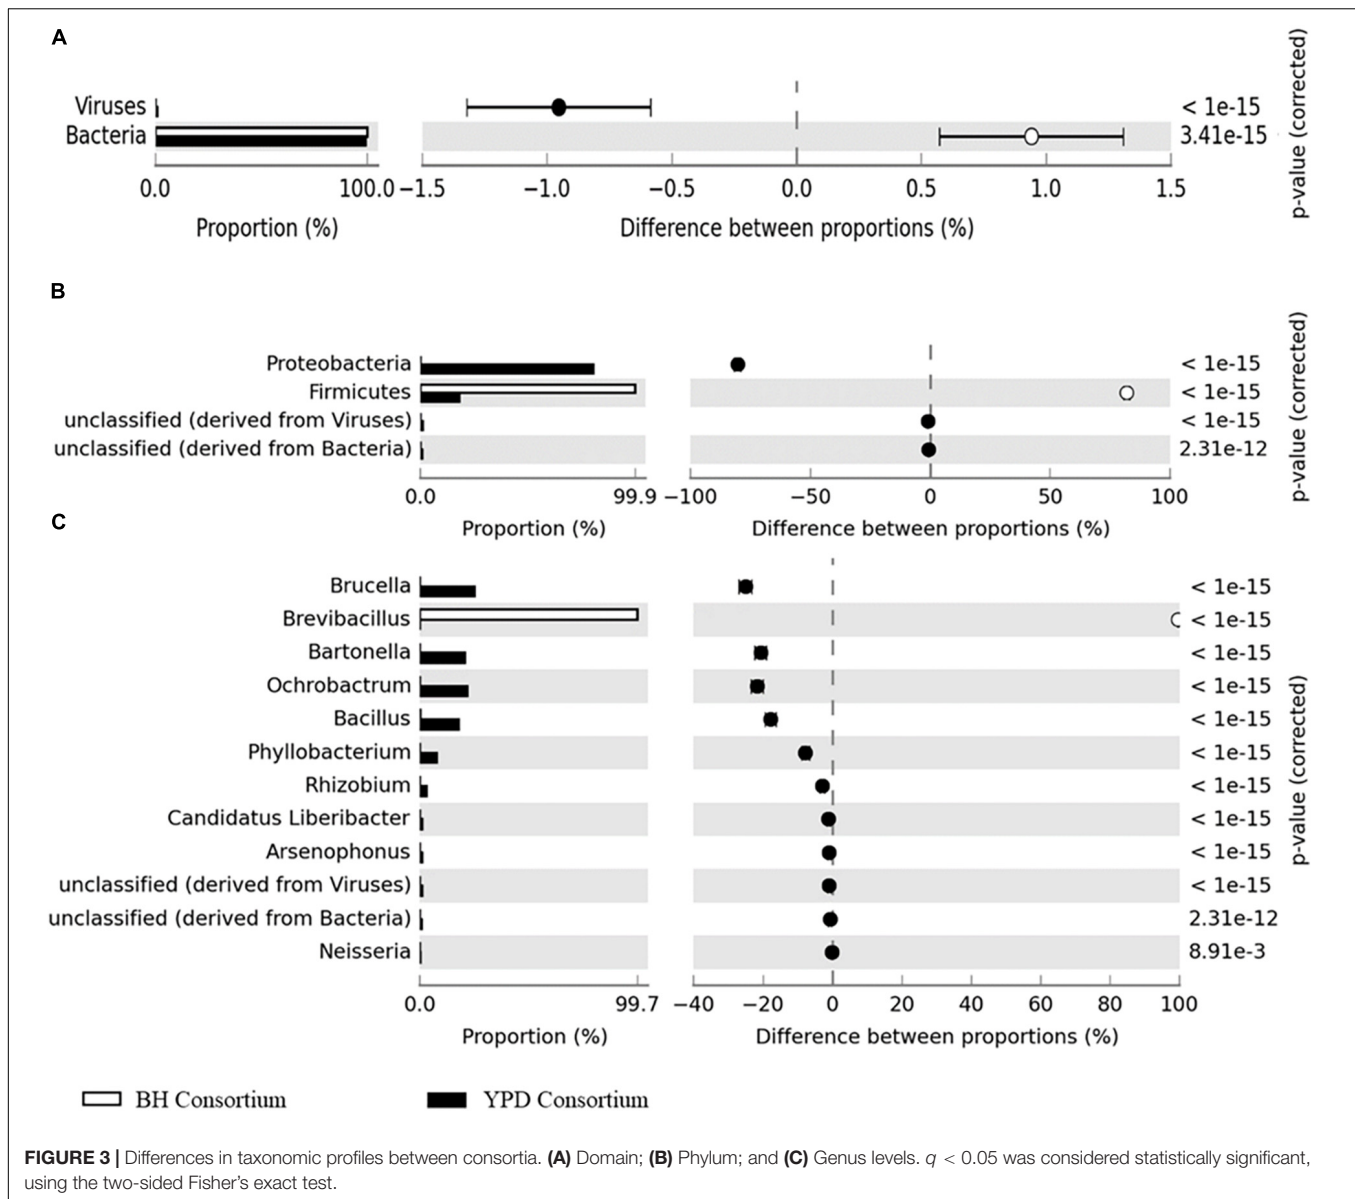 A
Viruses
< 1e-15
Bacteria
3.41e-15
p-value (corrected)
0.0 100.0 −1.5 −1.0 −0.5 0.0 0.5 1.0 1.5
Proportion (%) Difference between proportions (%)
B
Proteobacteria < 1e-15
Firmicutes < 1e-15
unclassified (derived from Viruses) < 1e-15
unclassified (derived from Bacteria) 2.31e-12
p-value (corrected)
0.0 99.9 −100 −50 0 50 100
Proportion (%) Difference between proportions (%)
C
Brucella < 1e-15
Brevibacillus < 1e-15
Bartonella < 1e-15
Ochrobactrum < 1e-15
Bacillus < 1e-15
Phyllobacterium < 1e-15
Rhizobium < 1e-15
Candidatus Liberibacter < 1e-15
Arsenophonus < 1e-15
unclassified (derived from Viruses) < 1e-15
unclassified (derived from Bacteria) 2.31e-12
Neisseria 8.91e-3
p-value (corrected)
0.0 99.7 −40 −20 0 20 40 60 80 100
Proportion (%) Difference between proportions (%)
BH Consortium YPD Consortium
FIGURE 3 | Differences in taxonomic profiles between consortia. (A) Domain; (B) Phylum; and (C) Genus levels. q < 0.05 was considered statistically significant,
using the two-sided Fisher's exact test.